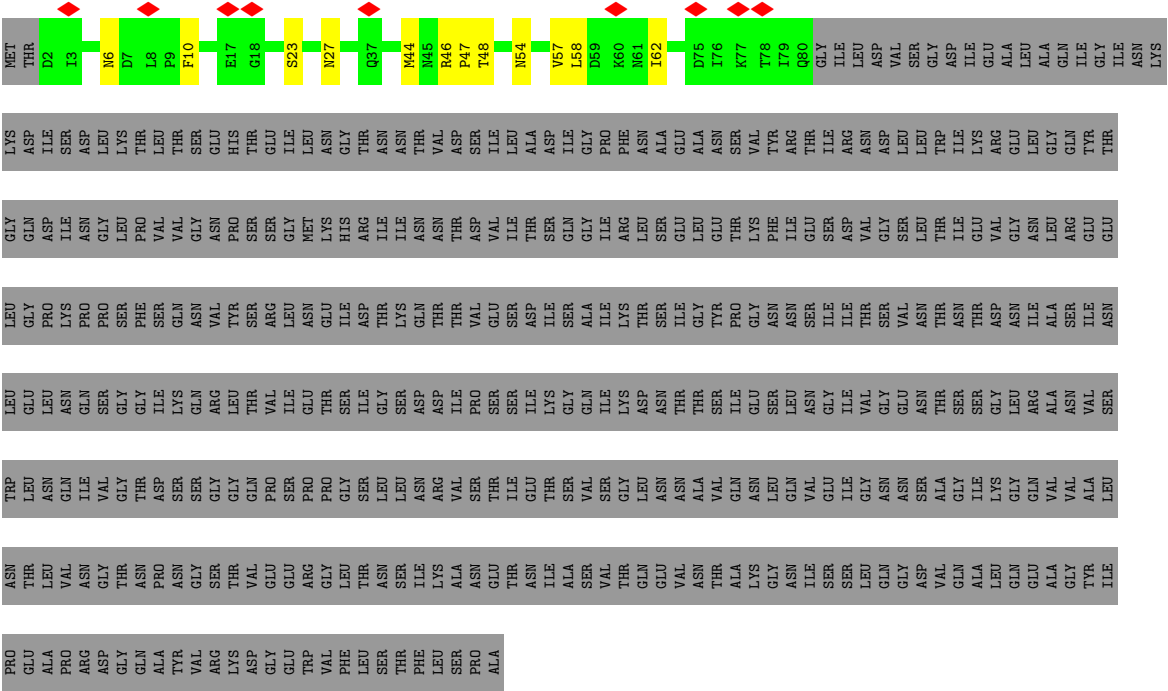 MET THR D2 I3 N6 D7 L8 P9 F10 E17 G18 S23 N27 Q37 M44 N45 R46 P47 T48 N54 V57 L58 D59 K60 N61 I62 D75 I76 K77 T78 I79 Q80 GLY ILE LEU ASP VAL SER GLY ASP ILE GLY ALA LEU ALA GLN ILE GLY ILE ASN LYS
LYS ASP ILE SER ASP LEU LYS THR LEU THR SER GLU HIS THR GLU ILE LEU ASN GLY THR ASN ASN THR VAL ASP SER ILE LEU ALA ASP ILE GLY PRO PHE ASN ALA GLU ALA ASN SER VAL TYR ARG THR ILE ARG ASN ASP LEU LEU TRP ILE LYS ARG GLU LEU GLY GLN TYR THR
GLY GLN ASP ILE ASN GLY LEU PRO VAL VAL GLY ASN PRO SER SER GLY MET LYS HIS ARG ILE ILE ASN ASN THR ASP VAL ILE THR SER GLN GLY ILE ARG LEU SER GLU LEU GLU THR LYS PHE ILE GLU SER ASP VAL GLY SER LEU THR ILE GLU VAL GLY ASN LEU ARG GLU GLU
LEU GLY PRO LYS PRO PRO SER PHE SER GLN ASN VAL TYR SER ARG LEU ASN GLU ILE ASP THR LYS GLN THR THR VAL GLU SER ASP ILE SER ALA ILE LYS THR SER ILE GLY TYR PRO GLY ASN ASN SER ILE ILE THR SER VAL ASN THR ASN THR ASP ASN ILE ALA SER ILE ASN
LEU GLU LEU ASN GLN SER GLY GLY ILE LYS GLN ARG LEU THR VAL ILE GLU THR SER ILE GLY SER ASP ASP ILE PRO SER SER ILE LYS GLY GLN ILE LYS ASP ASN THR THR SER ILE GLU SER LEU ASN GLY ILE VAL GLY GLU ASN THR SER SER GLY LEU ARG ALA ASN VAL SER
TRP LEU ASN GLN ILE VAL GLY THR ASP SER SER GLY GLY GLN PRO SER PRO PRO GLY SER LEU LEU ASN ARG VAL SER THR ILE GLU THR SER VAL SER GLY LEU ASN ASN ALA VAL GLN ASN LEU GLN VAL GLU ILE GLY ASN ASN SER ALA GLY ILE LYS GLY GLN VAL VAL ALA LEU
ASN THR LEU VAL ASN GLY THR ASN PRO ASN GLY SER THR VAL GLU GLU ARG GLY LEU THR ASN SER ILE LYS ALA ASN GLU THR ASN ILE ALA SER VAL THR GLN GLU VAL ASN THR ALA LYS GLY ASN ILE SER SER LEU GLN GLY ASP VAL GLN ALA LEU GLN GLU ALA GLY TYR ILE
PRO GLU ALA PRO ARG ASP GLY GLN ALA TYR VAL ARG LYS ASP GLY GLU TRP VAL PHE LEU SER THR PHE LEU SER PRO ALA